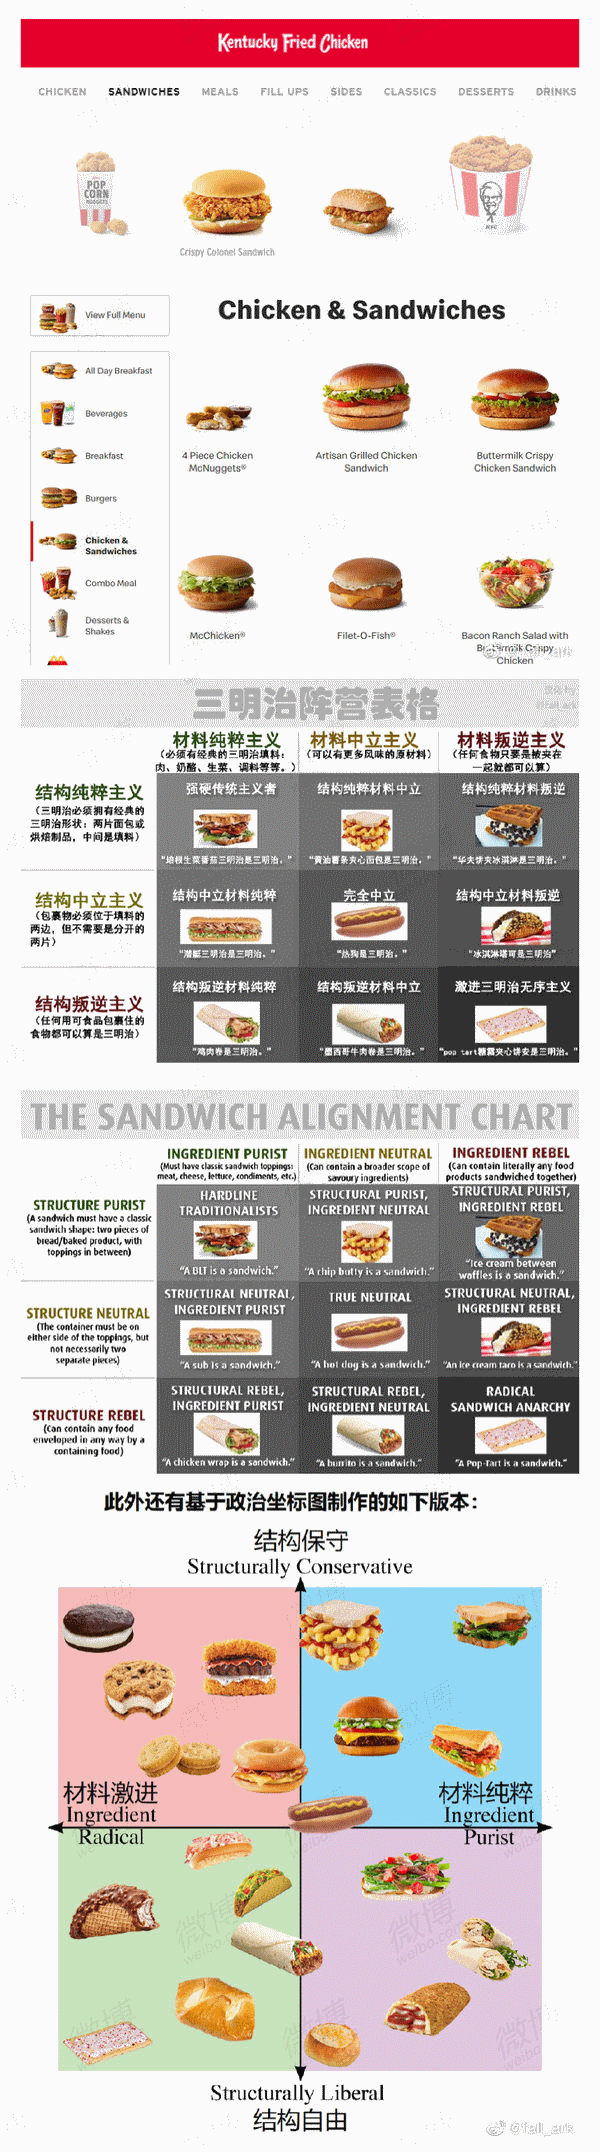 Kentucky Fried Chicken
CHICKEN SANDWICHES MEALS FILL UPS SIDES CLASSICS DESSERTS DRINKS
POP
CORN
NUGGETS
KFC
Crispy Colonel Sandwich
View Full Menu
Chicken & Sandwiches
All Day Breakfast
Beverages
Breakfast
Burgers
Chicken &
Sandwiches
Combo Meal
Desserts &
Shakes
4 Piece Chicken
McNuggets®
Artisan Grilled Chicken
Sandwich
Buttermilk Crispy
Chicken Sandwich
McChicken®
Filet-O-Fish®
Bacon Ranch Salad with
Buttermilk Crispy
Chicken
三明治阵营表格
汉化 by
@fall_ark
材料纯粹主义
(必须有经典的三明治填料:
肉、奶酪、生菜、调料等等。)
材料中立主义
(可以有更多风味的原材料)
材料叛逆主义
(任何食物只要是被夹在
一起就都可以算)
结构纯粹主义
(三明治必须拥有经典的
三明治形状:两片面包或
烘焙制品,中间是填料)
强硬传统主义者
“培根生菜番茄三明治是三明治。”
结构纯粹材料中立
“黄油薯条夹心面包是三明治。”
结构纯粹材料叛逆
“华夫饼夹冰淇淋是三明治。”
结构中立主义
(包裹物必须位于填料的
两边,但不需要是分开的
两片)
结构中立材料纯粹
“潜艇三明治是三明治。”
完全中立
“热狗是三明治。”
结构中立材料叛逆
“冰淇淋塔可是三明治”
结构叛逆主义
(任何用可食品包裹住的
食物都可以算是三明治)
结构叛逆材料纯粹
“鸡肉卷是三明治。”
结构叛逆材料中立
“墨西哥牛肉卷是三明治。”
激进三明治无序主义
“pop tart糖霜夹心饼安是三明治。”
THE SANDWICH ALIGNMENT CHART
INGREDIENT PURIST
(Must have classic sandwich toppings:
meat, cheese, lettuce, condiments, etc.)
INGREDIENT NEUTRAL
(Can contain a broader scope of
savoury ingredients)
INGREDIENT REBEL
(Can contain literally any food
products sandwiched together)
STRUCTURE PURIST
(A sandwich must have a classic
sandwich shape: two pieces of
bread/baked product, with
toppings in between)
HARDLINE
TRADITIONALISTS
“A BLT is a sandwich.”
STRUCTURAL PURIST,
INGREDIENT NEUTRAL
“A chip butty is a sandwich.”
STRUCTURAL PURIST,
INGREDIENT REBEL
“Ice cream between
waffles is a sandwich.”
STRUCTURE NEUTRAL
(The container must be on
either side of the toppings, but
not necessarily two
separate pieces)
STRUCTURAL NEUTRAL,
INGREDIENT PURIST
“A sub is a sandwich.”
TRUE NEUTRAL
“A hot dog is a sandwich.”
STRUCTURAL NEUTRAL,
INGREDIENT REBEL
“An ice cream taco is a sandwich.”
STRUCTURE REBEL
(Can contain any food
enveloped in any way by a
containing food)
STRUCTURAL REBEL,
INGREDIENT PURIST
“A chicken wrap is a sandwich.”
STRUCTURAL REBEL,
INGREDIENT NEUTRAL
“A burrito is a sandwich.”
RADICAL
SANDWICH ANARCHY
“A Pop-Tart is a sandwich.”
此外还有基于政治坐标图制作的如下版本:
结构保守
Structurally Conservative
材料激进
Ingredient
Radical
材料纯粹
Ingredient
Purist
Structurally Liberal
结构自由
@fall_ark